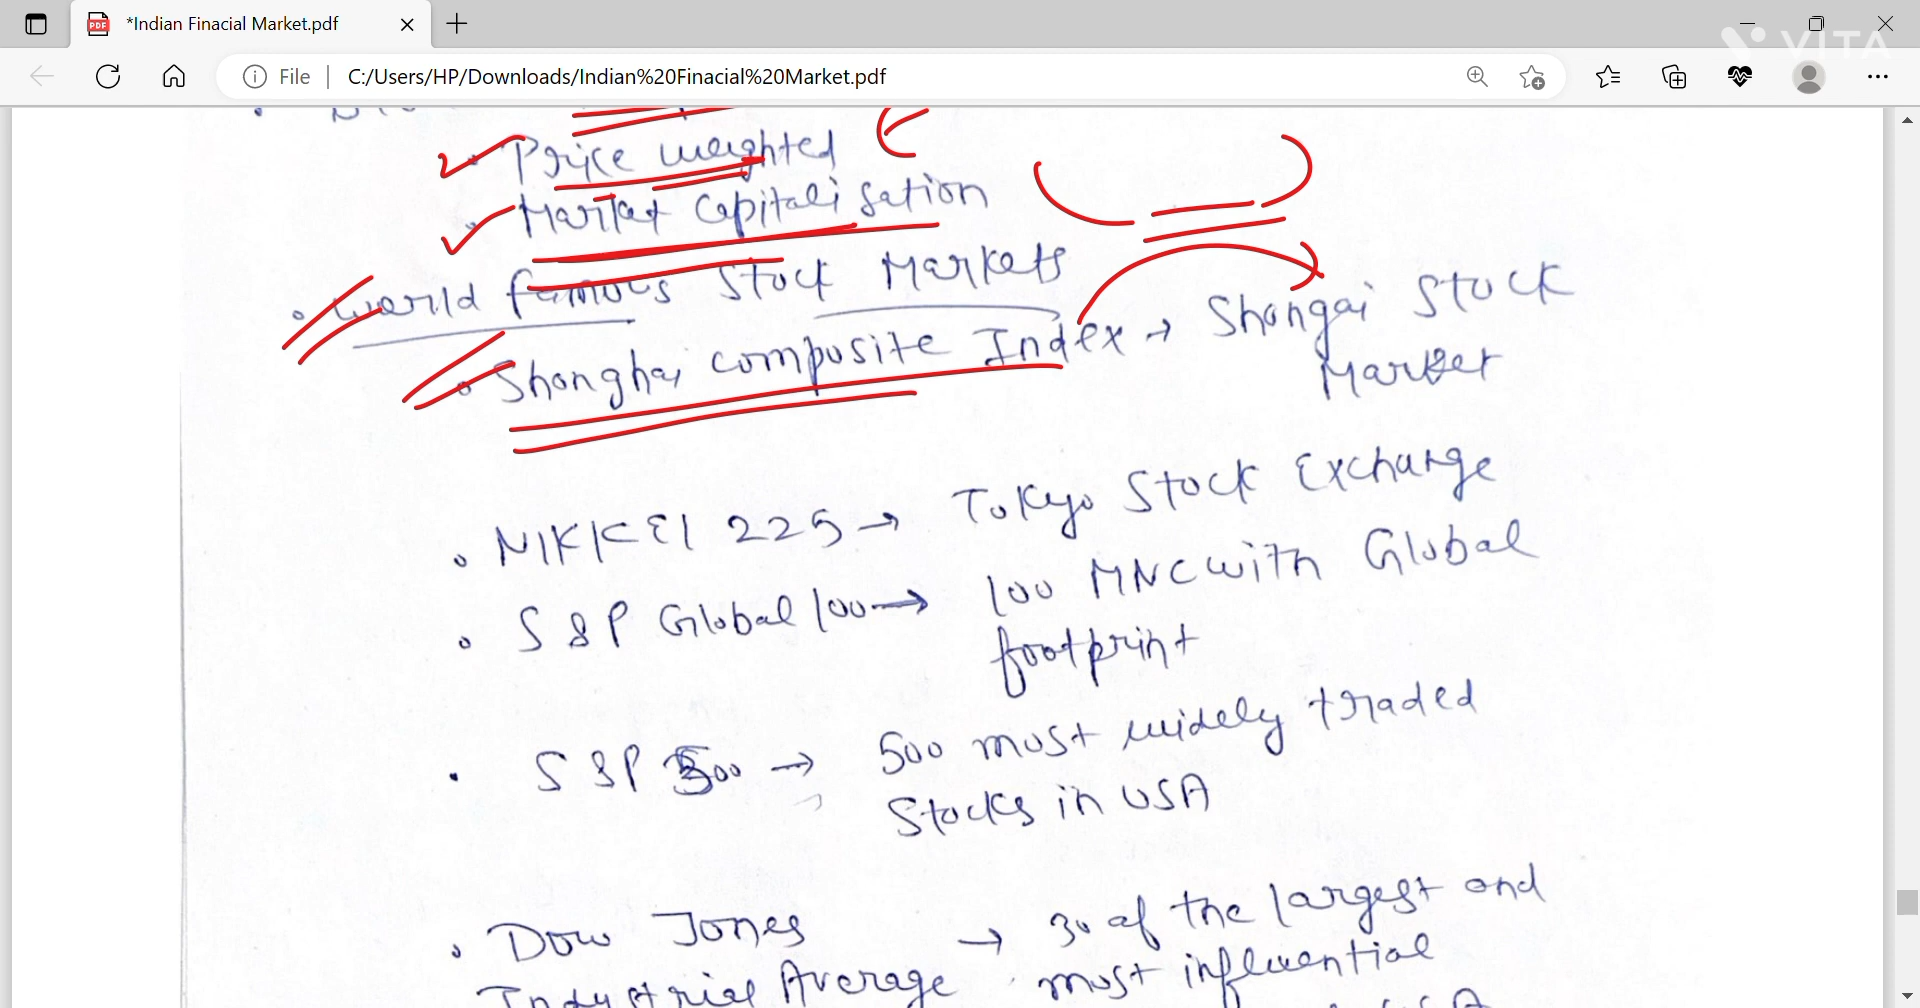 *Indian Finacial Market.pdf
VITA
File | C:/Users/HP/Downloads/Indian%20Finacial%20Market.pdf
• Price weighted
• Market Capitalisation
• World famous Stock Markets
• Shanghai composite Index → Shangai Stock
Market
• NIKKEI 225 → Tokyo Stock Exchange
• S&P Global 100 → 100 MNC with Global
footprint
• S&P 500 → 500 most widely traded
Stocks in USA
• Dow Jones → 30 of the largest and
Industrial Average most influential